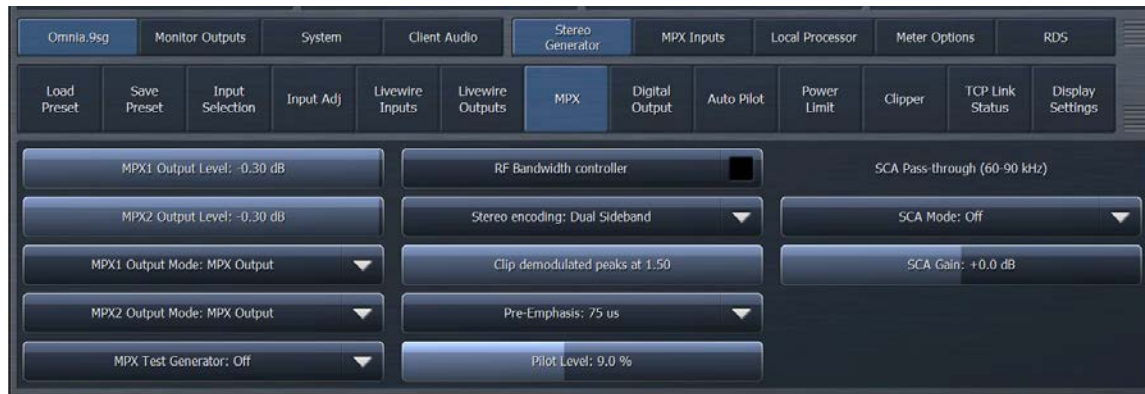 Omnia.9sg
Monitor Outputs
System
Client Audio
Stereo
Generator
MPX Inputs
Local Processor
Meter Options
RDS
Load
Preset
Save
Preset
Input
Selection
Input Adj
Livewire
Inputs
Livewire
Outputs
MPX
Digital
Output
Auto Pilot
Power
Limit
Clipper
TCP Link
Status
Display
Settings
MPX1 Output Level: -0.30 dB
RF Bandwidth controller
SCA Pass-through (60-90 kHz)
MPX2 Output Level: -0.30 dB
Stereo encoding: Dual Sideband
SCA Mode: Off
MPX1 Output Mode: MPX Output
Clip demodulated peaks at 1.50
SCA Gain: +0.0 dB
MPX2 Output Mode: MPX Output
Pre-Emphasis: 75 us
MPX Test Generator: Off
Pilot Level: 9.0 %